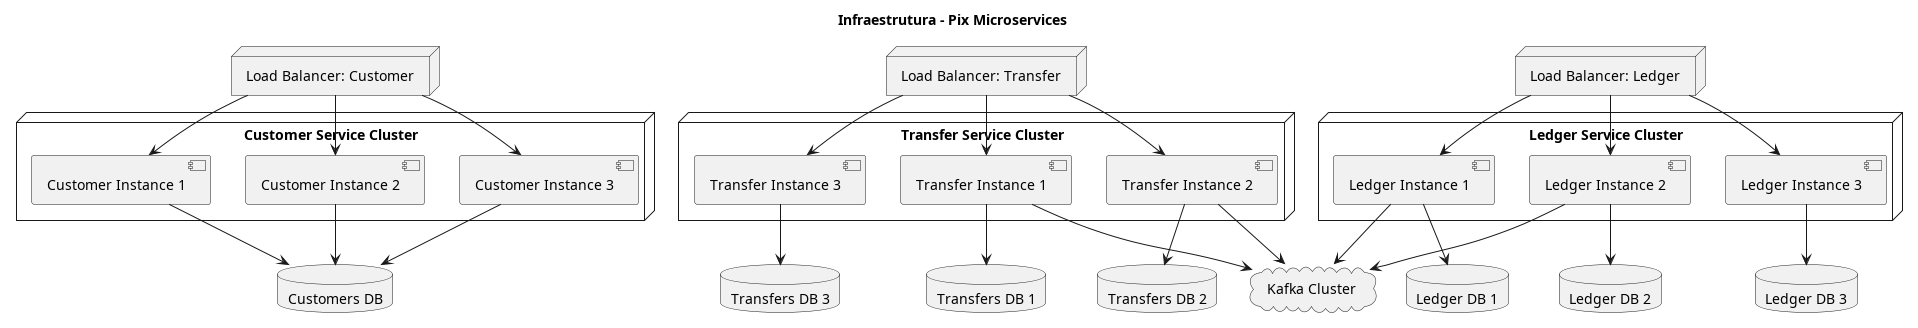 Infraestrutura - Pix Microservices
Load Balancer: Customer
Load Balancer: Transfer
Load Balancer: Ledger
Customer Service Cluster
Transfer Service Cluster
Ledger Service Cluster
Customer Instance 1
Customer Instance 2
Customer Instance 3
Transfer Instance 3
Transfer Instance 1
Transfer Instance 2
Ledger Instance 1
Ledger Instance 2
Ledger Instance 3
Customers DB
Transfers DB 3
Transfers DB 1
Transfers DB 2
Kafka Cluster
Ledger DB 1
Ledger DB 2
Ledger DB 3